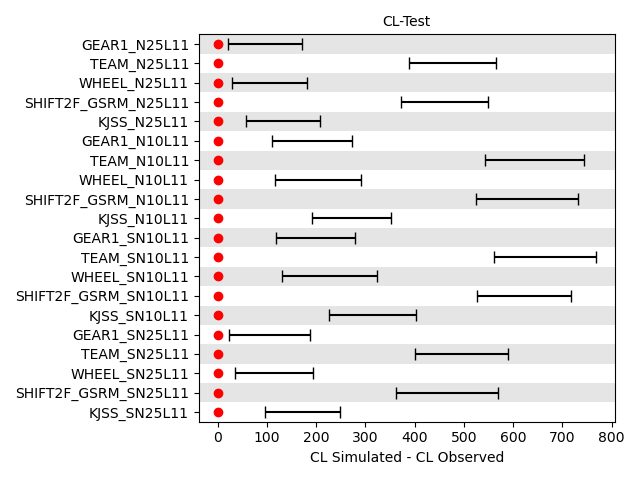 CL-Test
GEAR1_N25L11
TEAM_N25L11
WHEEL_N25L11
SHIFT2F_GSRM_N25L11
KJSS_N25L11
GEAR1_N10L11
TEAM_N10L11
WHEEL_N10L11
SHIFT2F_GSRM_N10L11
KJSS_N10L11
GEAR1_SN10L11
TEAM_SN10L11
WHEEL_SN10L11
SHIFT2F_GSRM_SN10L11
KJSS_SN10L11
GEAR1_SN25L11
TEAM_SN25L11
WHEEL_SN25L11
SHIFT2F_GSRM_SN25L11
KJSS_SN25L11
0 100 200 300 400 500 600 700 800
CL Simulated - CL Observed